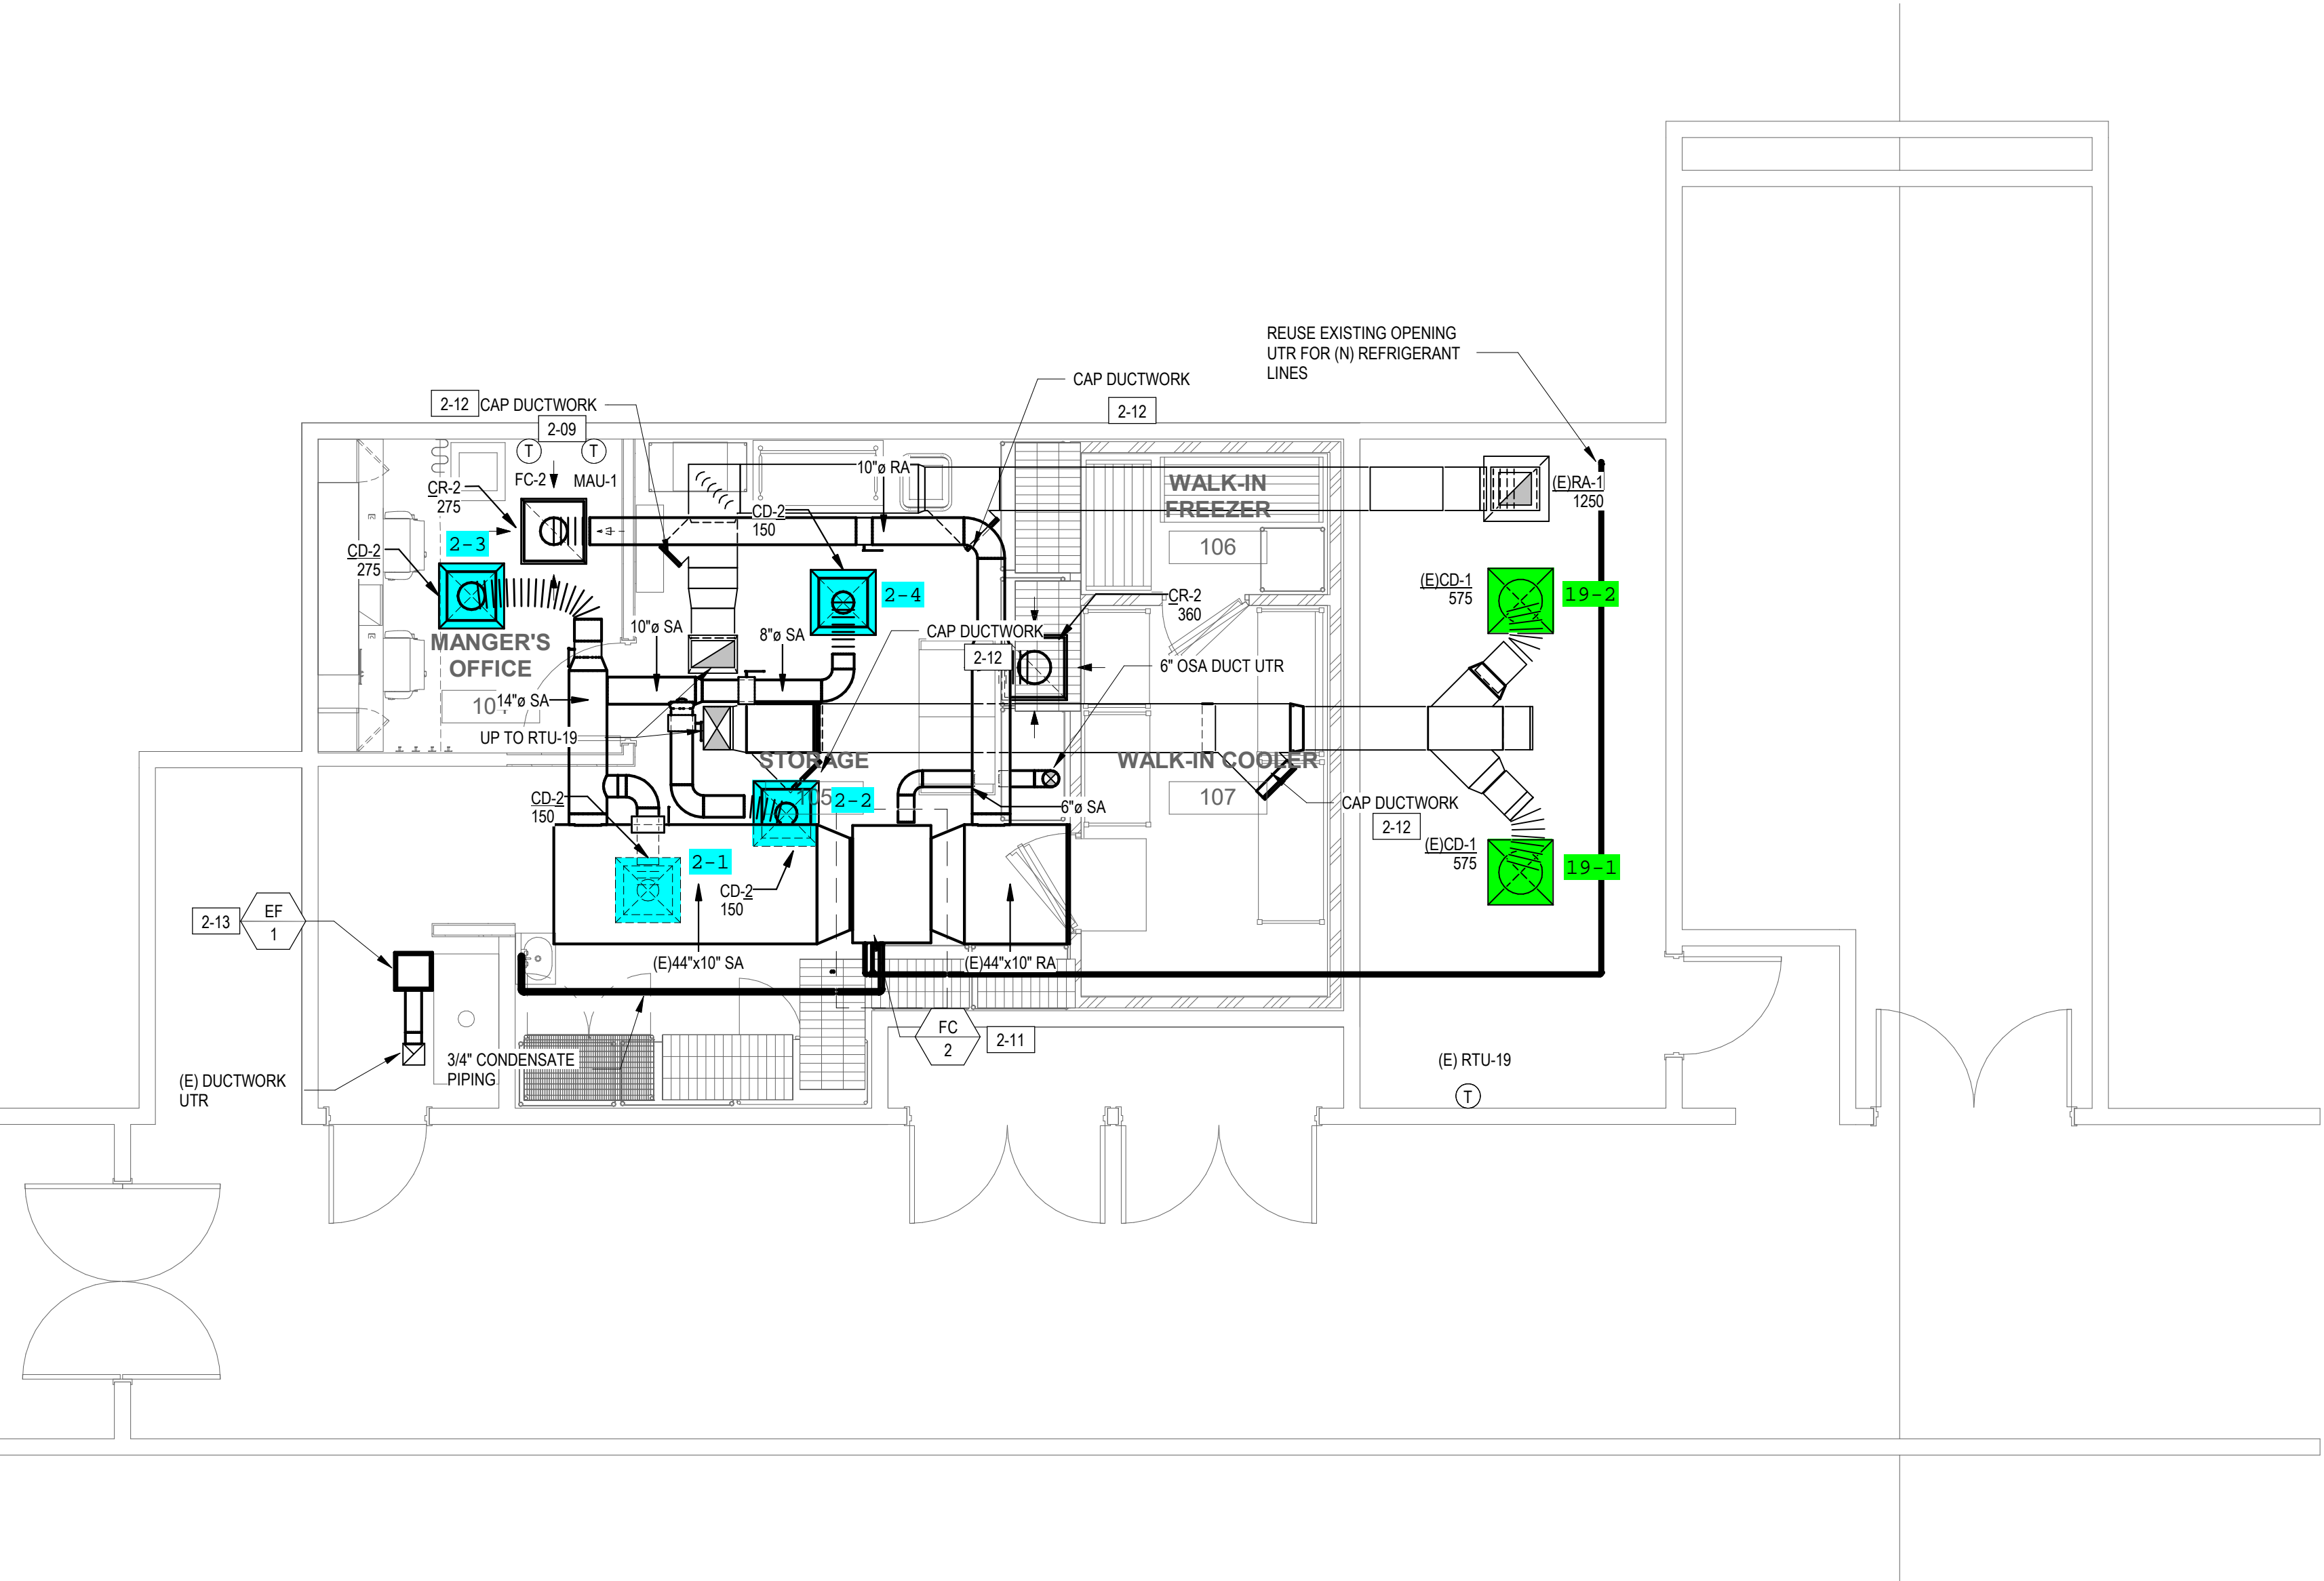 REUSE EXISTING OPENING
UTR FOR (N) REFRIGERANT
LINES
CAP DUCTWORK
2-12
2-12 CAP DUCTWORK
2-09
T
T
FC-2
MAU-1
CR-2
275
10"ø RA
WALK-IN
FREEZER
106
(E)RA-1
1250
CD-2
150
2-3
CD-2
275
2-4
(E)CD-1
575
19-2
CR-2
360
10"ø SA
8"ø SA
CAP DUCTWORK
2-12
MANGER'S
OFFICE
6" OSA DUCT UTR
14"ø SA
UP TO RTU-19
STORAGE
WALK-IN COOLER
107
CD-2
150
2-2
6"ø SA
CAP DUCTWORK
2-12
(E)CD-1
575
19-1
2-1
CD-2
150
2-13
EF
1
(E)44"x10" SA
(E)44"x10" RA
FC
2
2-11
3/4" CONDENSATE
PIPING
(E) DUCTWORK
UTR
(E) RTU-19
T